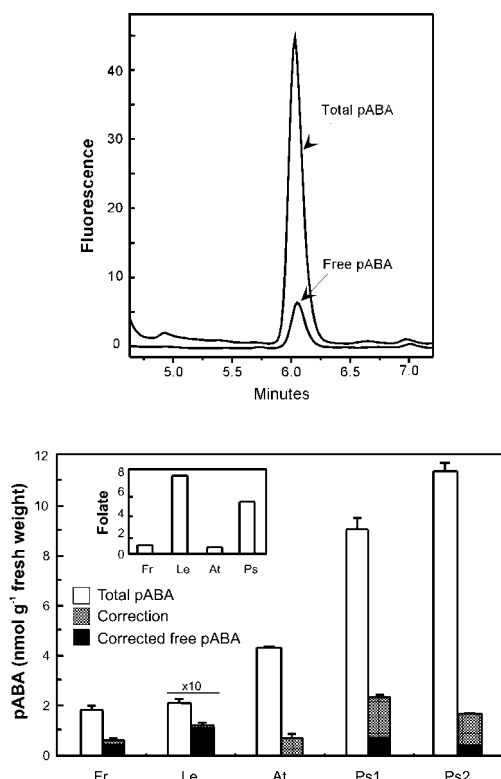 40
Total pABA
30
Fluorescence
20
Free pABA
10
0
5.0 5.5 6.0 6.5 7.0
Minutes
12
10
8
6
4
2
0
pABA (nmol g-1 fresh weight)
8
6
4
2
0
Folate
Fr Le At Ps
Total pABA
Correction
Corrected free pABA
x10
Fr Le At Ps1 Ps2